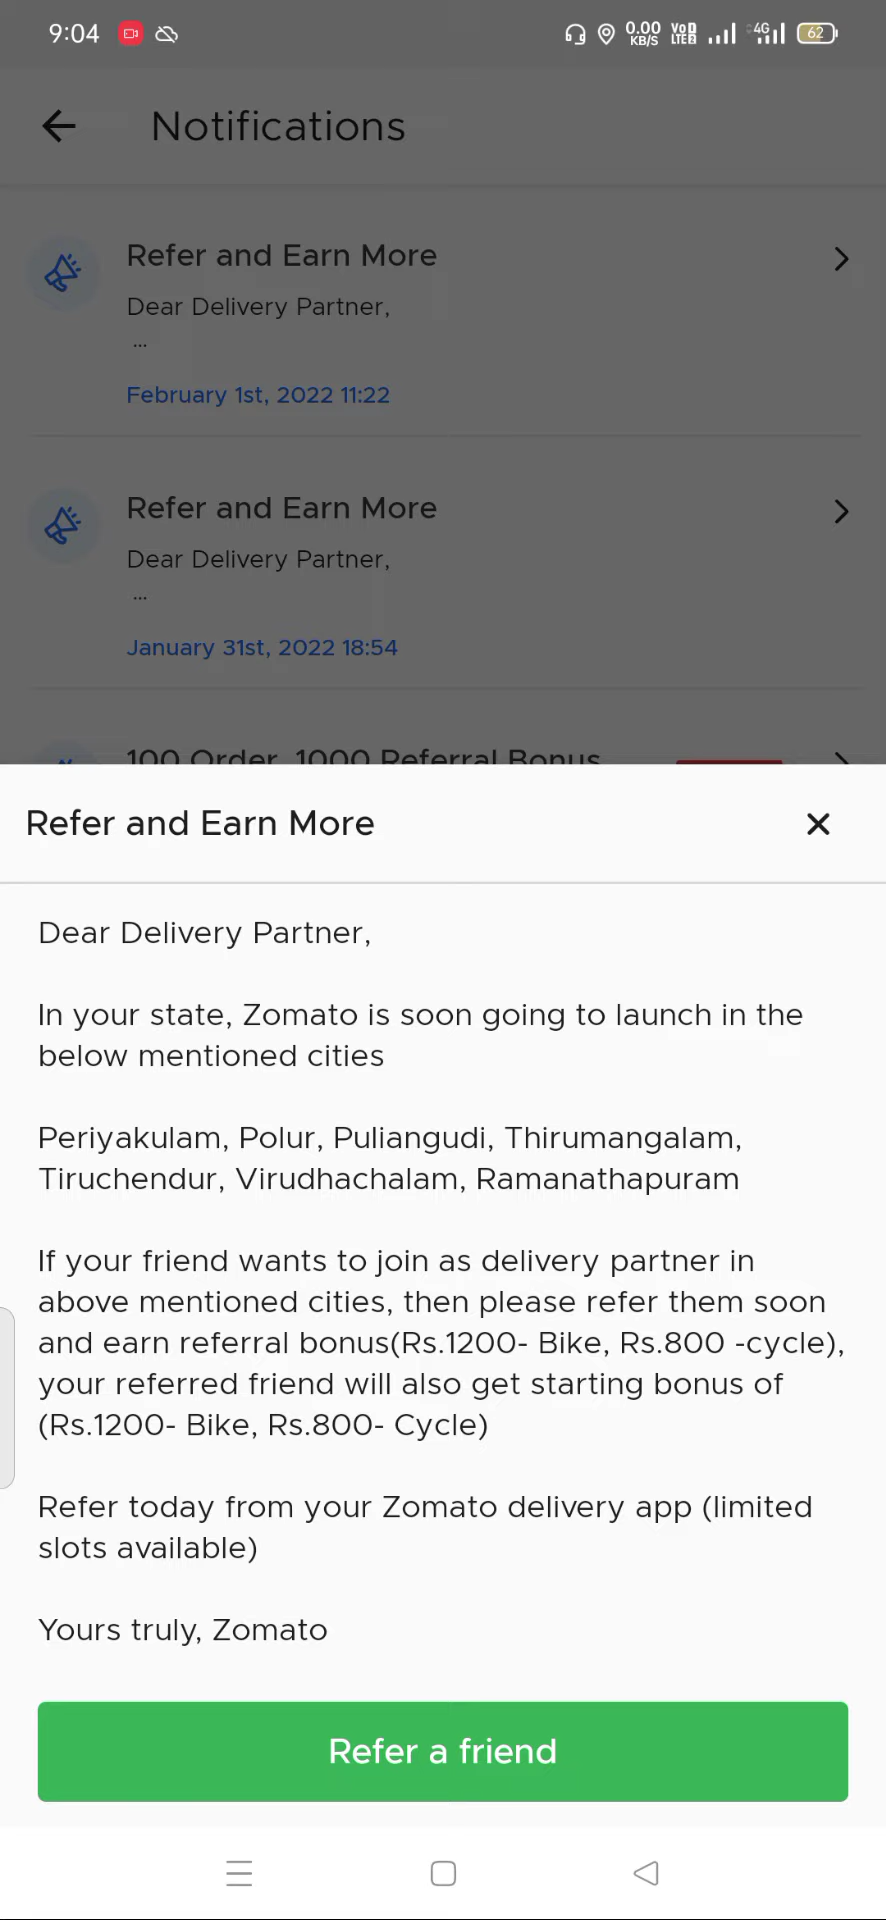 9:04
0.00
KB/S
VoD
LTE2
4G
62
Notifications
Refer and Earn More
Dear Delivery Partner,
...
February 1st, 2022 11:22
Refer and Earn More
Dear Delivery Partner,
...
January 31st, 2022 18:54
100 Order, 1000 Referral Bonus
Refer and Earn More
Dear Delivery Partner,
In your state, Zomato is soon going to launch in the
below mentioned cities
Periyakulam, Polur, Puliangudi, Thirumangalam,
Tiruchendur, Virudhachalam, Ramanathapuram
If your friend wants to join as delivery partner in
above mentioned cities, then please refer them soon
and earn referral bonus(Rs.1200- Bike, Rs.800 -cycle),
your referred friend will also get starting bonus of
(Rs.1200- Bike, Rs.800- Cycle)
Refer today from your Zomato delivery app (limited
slots available)
Yours truly, Zomato
Refer a friend